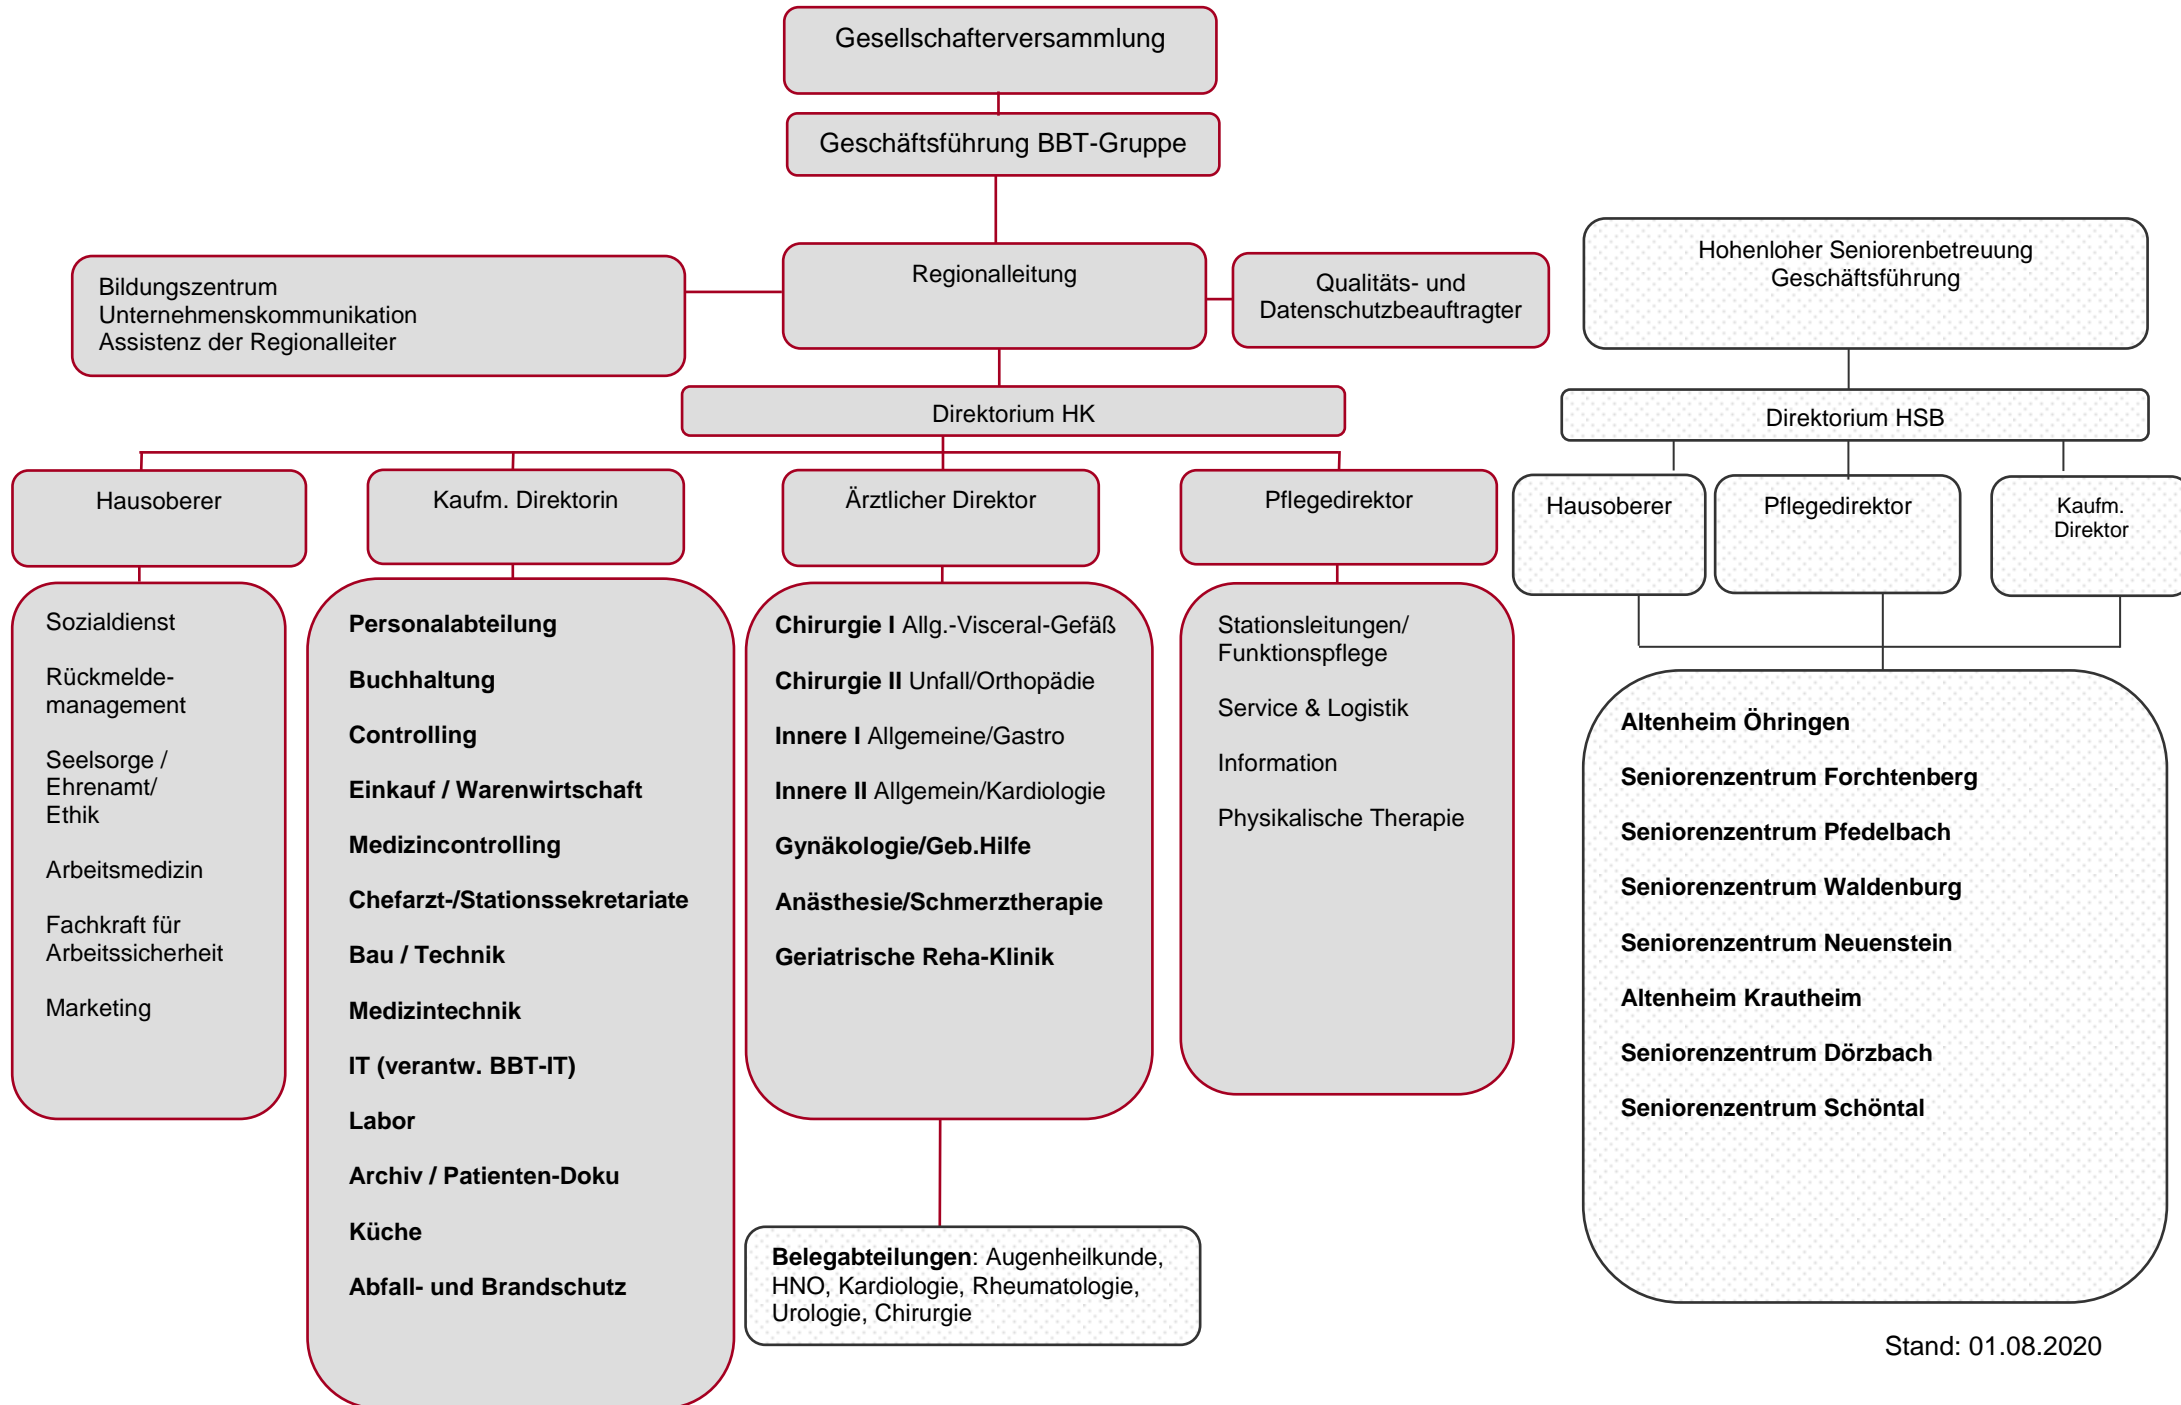 Gesellschafterversammlung
Geschäftsführung BBT-Gruppe
Regionalleitung
Bildungszentrum
Unternehmenskommunikation
Assistenz der Regionalleiter
Qualitäts- und
Datenschutzbeauftragter
Hohenloher Seniorenbetreuung
Geschäftsführung
Direktorium HK
Direktorium HSB
Hausoberer
Kaufm. Direktorin
Ärztlicher Direktor
Pflegedirektor
Hausoberer
Pflegedirektor
Kaufm.
Direktor
Sozialdienst
Rückmelde-
management
Seelsorge /
Ehrenamt/
Ethik
Arbeitsmedizin
Fachkraft für
Arbeitssicherheit
Marketing
Personalabteilung
Buchhaltung
Controlling
Einkauf / Warenwirtschaft
Medizincontrolling
Chefarzt-/Stationssekretariate
Bau / Technik
Medizintechnik
IT (verantw. BBT-IT)
Labor
Archiv / Patienten-Doku
Küche
Abfall- und Brandschutz
Chirurgie I Allg.-Visceral-Gefäß
Chirurgie II Unfall/Orthopädie
Innere I Allgemeine/Gastro
Innere II Allgemein/Kardiologie
Gynäkologie/Geb.Hilfe
Anästhesie/Schmerztherapie
Geriatrische Reha-Klinik
Belegabteilungen: Augenheilkunde,
HNO, Kardiologie, Rheumatologie,
Urologie, Chirurgie
Stationsleitungen/
Funktionspflege
Service & Logistik
Information
Physikalische Therapie
Altenheim Öhringen
Seniorenzentrum Forchtenberg
Seniorenzentrum Pfedelbach
Seniorenzentrum Waldenburg
Seniorenzentrum Neuenstein
Altenheim Krautheim
Seniorenzentrum Dörzbach
Seniorenzentrum Schöntal
Stand: 01.08.2020